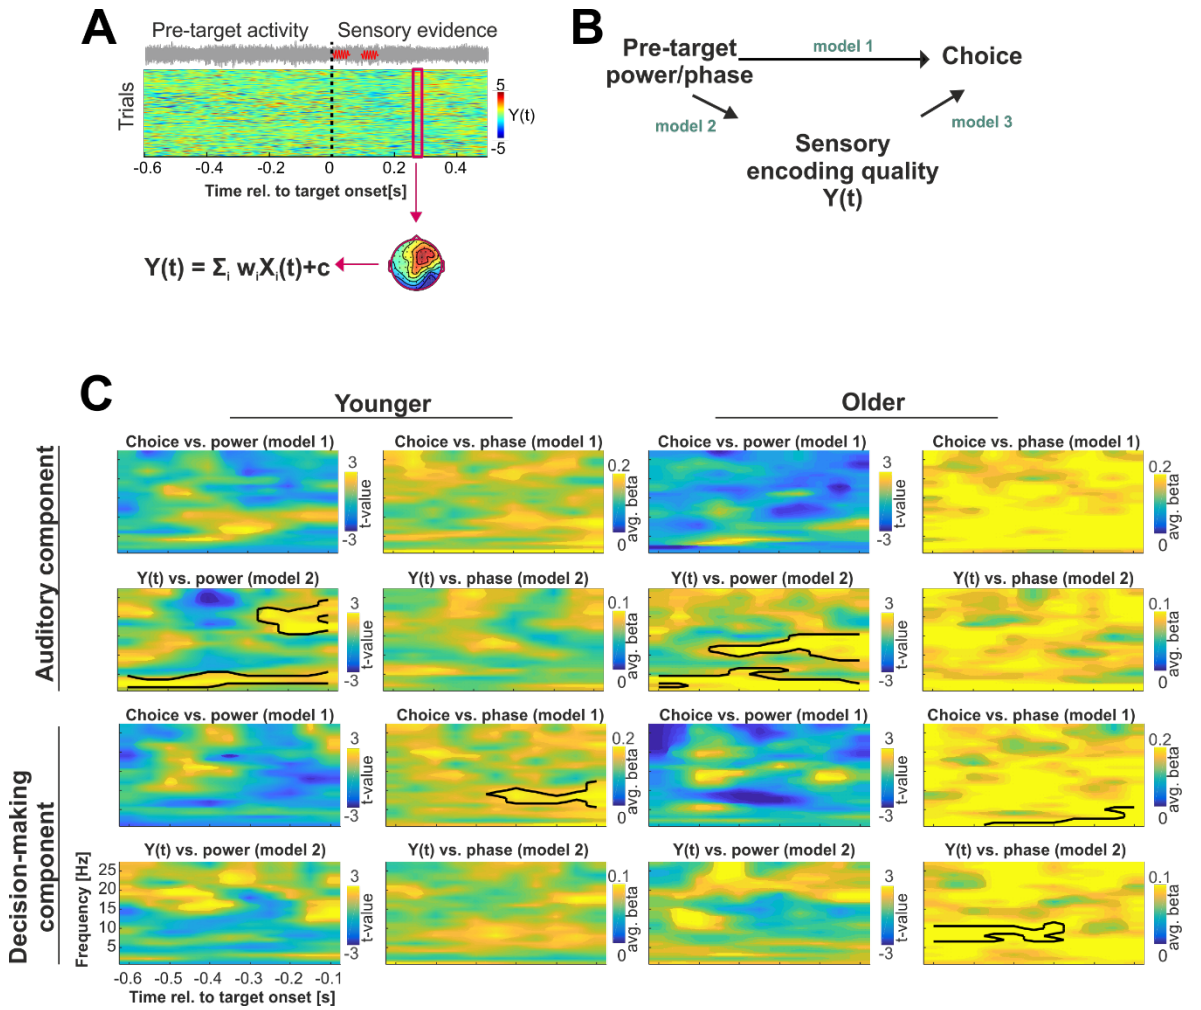 A
Pre-target activity
Sensory evidence
Trials
5
Y(t)
-5
-0.6
-0.4
-0.2
0
0.2
0.4
Time rel. to target onset[s]
Y(t) = Σi wiXi(t)+c
B
Pre-target
power/phase
model 1
Choice
model 2
model 3
Sensory
encoding quality
Y(t)
C
Younger
Older
Auditory component
Choice vs. power (model 1)
3
t-value
-3
Choice vs. phase (model 1)
0.2
avg. beta
0
Choice vs. power (model 1)
3
t-value
-3
Choice vs. phase (model 1)
0.2
avg. beta
0
Y(t) vs. power (model 2)
3
t-value
-3
Y(t) vs. phase (model 2)
0.1
avg. beta
0
Y(t) vs. power (model 2)
3
t-value
-3
Y(t) vs. phase (model 2)
0.1
avg. beta
0
Decision-making
component
Choice vs. power (model 1)
3
t-value
-3
Choice vs. phase (model 1)
0.2
avg. beta
0
Choice vs. power (model 1)
3
t-value
-3
Choice vs. phase (model 1)
0.2
avg. beta
0
Y(t) vs. power (model 2)
3
t-value
-3
Y(t) vs. phase (model 2)
0.1
avg. beta
0
Y(t) vs. power (model 2)
3
t-value
-3
Y(t) vs. phase (model 2)
0.1
avg. beta
0
Frequency [Hz]
25
20
15
10
5
-0.6
-0.5
-0.4
-0.3
-0.2
-0.1
Time rel. to target onset [s]